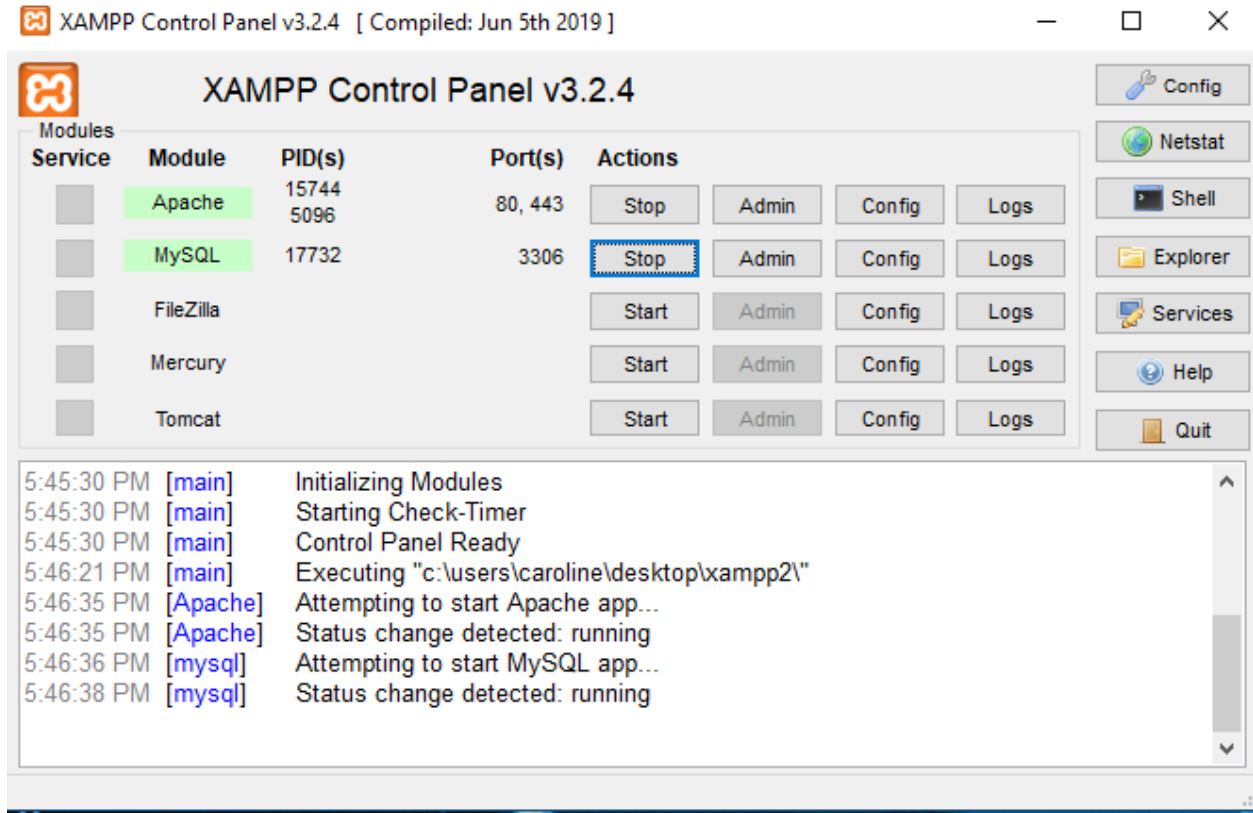 XAMPP Control Panel v3.2.4 [ Compiled: Jun 5th 2019 ]
XAMPP Control Panel v3.2.4
Config
Modules
Netstat
Service Module PID(s) Port(s) Actions
Apache 15744 5096 80, 443 Stop Admin Config Logs
Shell
MySQL 17732 3306 Stop Admin Config Logs
Explorer
FileZilla Start Admin Config Logs
Services
Mercury Start Admin Config Logs
Help
Tomcat Start Admin Config Logs
Quit
5:45:30 PM [main] Initializing Modules
5:45:30 PM [main] Starting Check-Timer
5:45:30 PM [main] Control Panel Ready
5:46:21 PM [main] Executing "c:\users\caroline\desktop\xampp2\"
5:46:35 PM [Apache] Attempting to start Apache app...
5:46:35 PM [Apache] Status change detected: running
5:46:36 PM [mysql] Attempting to start MySQL app...
5:46:38 PM [mysql] Status change detected: running